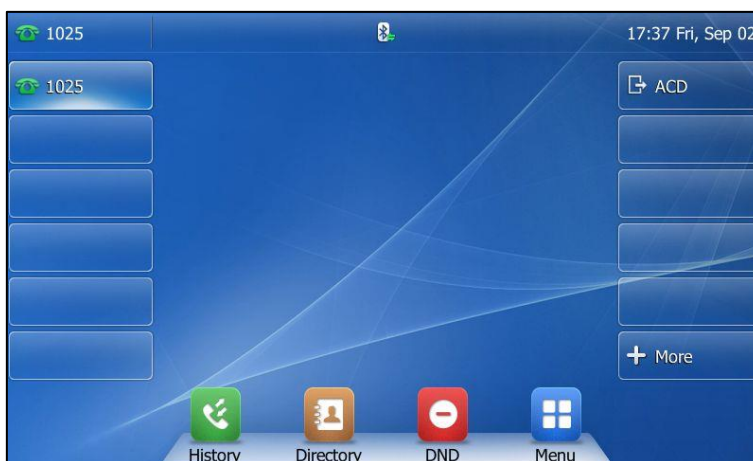 1025
17:37 Fri, Sep 02
1025
ACD
More
History
Directory
DND
Menu